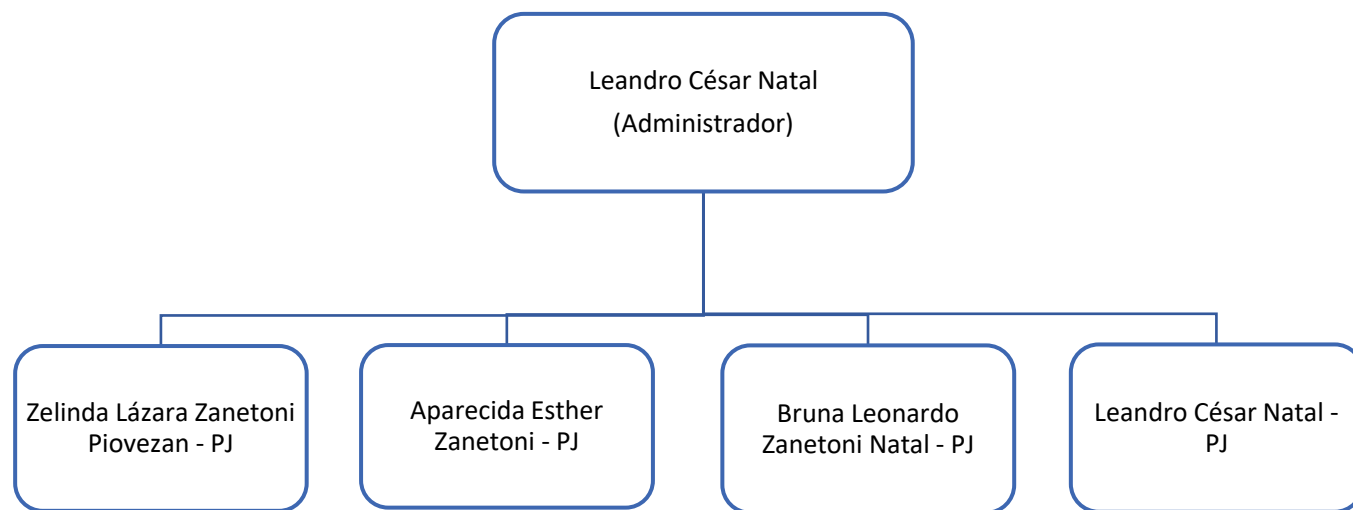 Leandro César Natal
(Administrador)
Zelinda Lázara Zanetoni
Piovezan - PJ
Aparecida Esther
Zanetoni - PJ
Bruna Leonardo
Zanetoni Natal - PJ
Leandro César Natal -
PJ